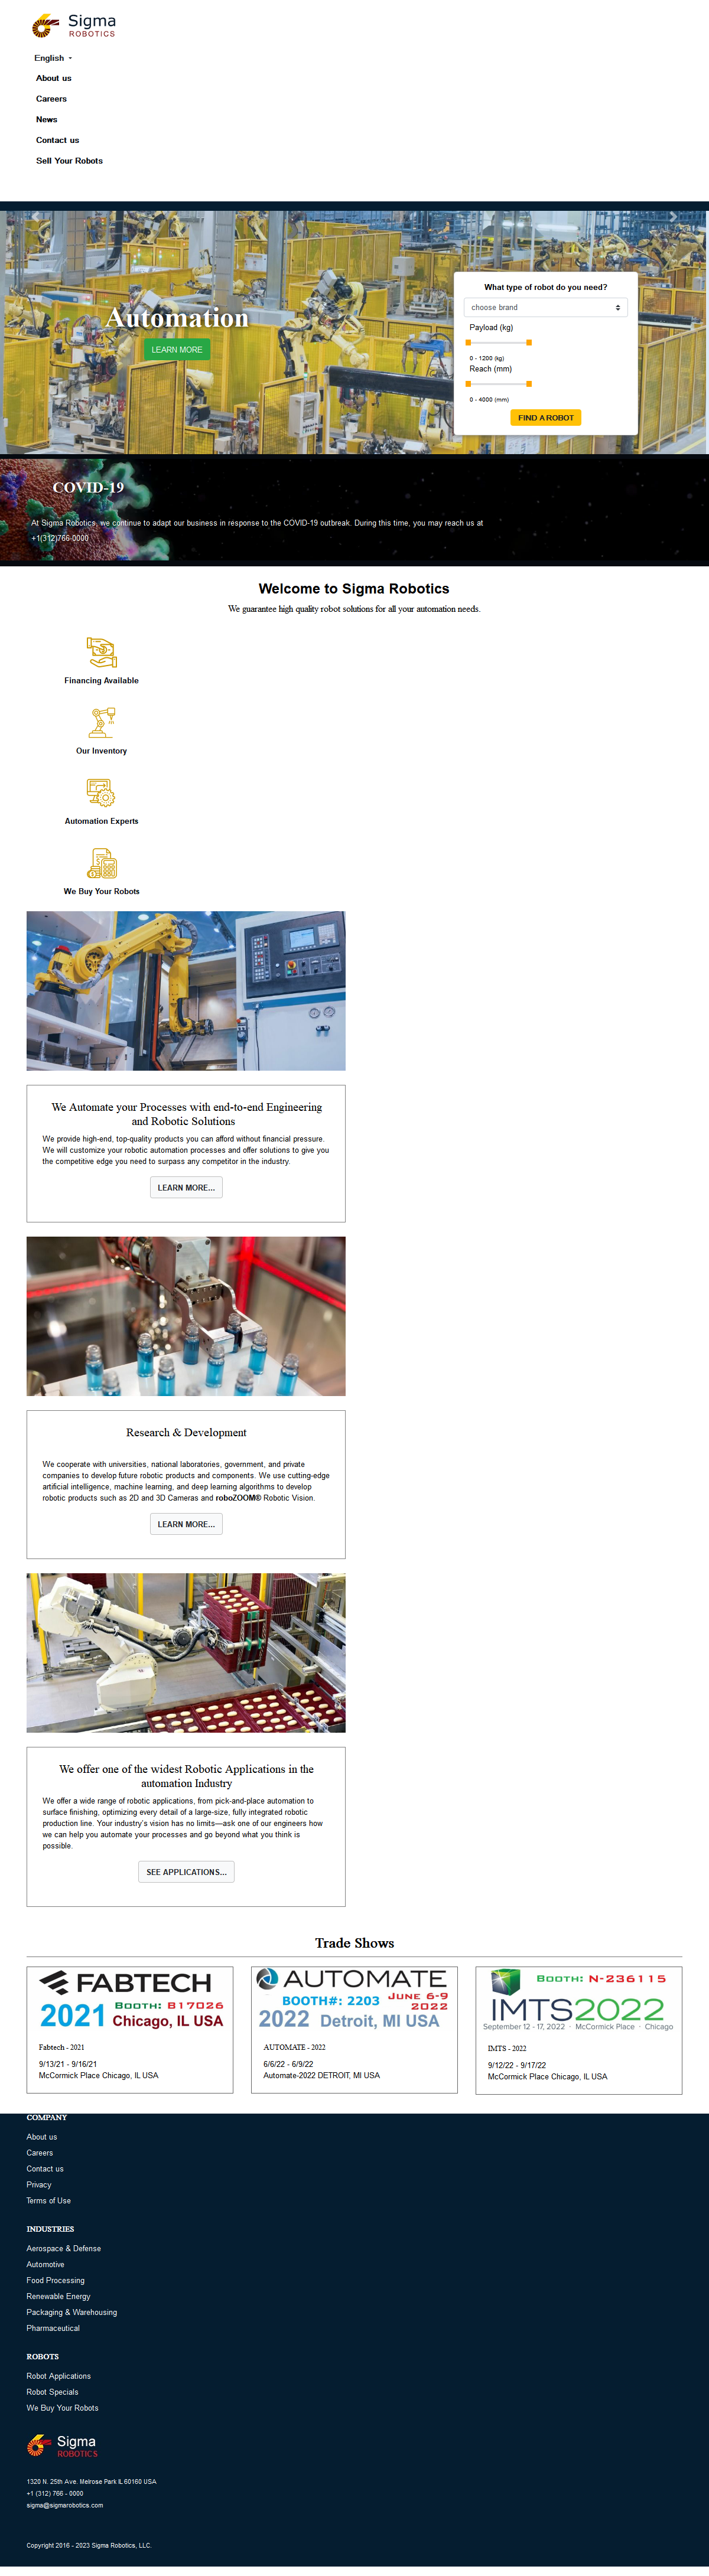 Sigma
ROBOTICS
English
About us
Careers
News
Contact us
Sell Your Robots
Automation
LEARN MORE
What type of robot do you need?
choose brand
Payload (kg)
0 - 1200 (kg)
Reach (mm)
0 - 4000 (mm)
FIND A ROBOT
COVID-19
At Sigma Robotics, we continue to adapt our business in response to the COVID-19 outbreak. During this time, you may reach us at
+1(312)766-0000
Welcome to Sigma Robotics
We guarantee high quality robot solutions for all your automation needs.
Financing Available
Our Inventory
Automation Experts
We Buy Your Robots
We Automate your Processes with end-to-end Engineering
and Robotic Solutions
We provide high-end, top-quality products you can afford without financial pressure.
We will customize your robotic automation processes and offer solutions to give you
the competitive edge you need to surpass any competitor in the industry.
LEARN MORE...
Research & Development
We cooperate with universities, national laboratories, government, and private
companies to develop future robotic products and components. We use cutting-edge
artificial intelligence, machine learning, and deep learning algorithms to develop
robotic products such as 2D and 3D Cameras and roboZOOM® Robotic Vision.
LEARN MORE...
We offer one of the widest Robotic Applications in the
automation Industry
We offer a wide range of robotic applications, from pick-and-place automation to
surface finishing, optimizing every detail of a large-size, fully integrated robotic
production line. Your industry's vision has no limits—ask one of our engineers how
we can help you automate your processes and go beyond what you think is
possible.
SEE APPLICATIONS...
Trade Shows
FABTECH
2021 BOOTH: B17026
Chicago, IL USA
Fabtech - 2021
9/13/21 - 9/16/21
McCormick Place Chicago, IL USA
AUTOMATE
BOOTH#: 2203 JUNE 6-9
2022
2022 Detroit, MI USA
AUTOMATE - 2022
6/6/22 - 6/9/22
Automate-2022 DETROIT, MI USA
BOOTH: N-236115
IMTS2022
September 12 - 17, 2022 · McCormick Place · Chicago
IMTS - 2022
9/12/22 - 9/17/22
McCormick Place Chicago, IL USA
COMPANY
About us
Careers
Contact us
Privacy
Terms of Use
INDUSTRIES
Aerospace & Defense
Automotive
Food Processing
Renewable Energy
Packaging & Warehousing
Pharmaceutical
ROBOTS
Robot Applications
Robot Specials
We Buy Your Robots
Sigma
ROBOTICS
1320 N. 25th Ave. Melrose Park IL 60160 USA
+1 (312) 766 - 0000
sigma@sigmarobotics.com
Copyright 2016 - 2023 Sigma Robotics, LLC.